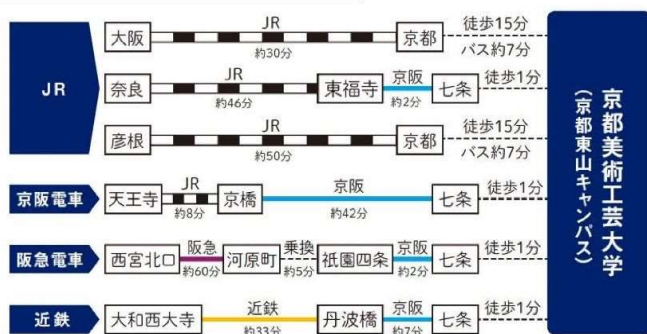 JR
大阪 JR 約30分 京都 徒歩15分 バス約7分
奈良 JR 約46分 東福寺 京阪 約2分 七条 徒歩1分
彦根 JR 約50分 京都 徒歩15分 バス約7分
京阪電車
天王寺 JR 約8分 京橋 京阪 約42分 七条 徒歩1分
阪急電車
西宮北口 阪急 約60分 河原町 乗換 約5分 祇園四条 京阪 約2分 七条 徒歩1分
近鉄
大和西大寺 近鉄 約33分 丹波橋 京阪 約7分 七条 徒歩1分
京都美術工芸大学
(京都東山キャンパス)